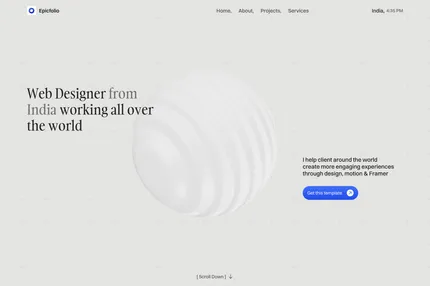 Epicfolio
Home, About, Projects, Services
India, 4:35 PM
Web Designer from
India working all over
the world
I help client around the world
create more engaging experiences
through design, motion & Framer
Get this template
[ Scroll Down ]